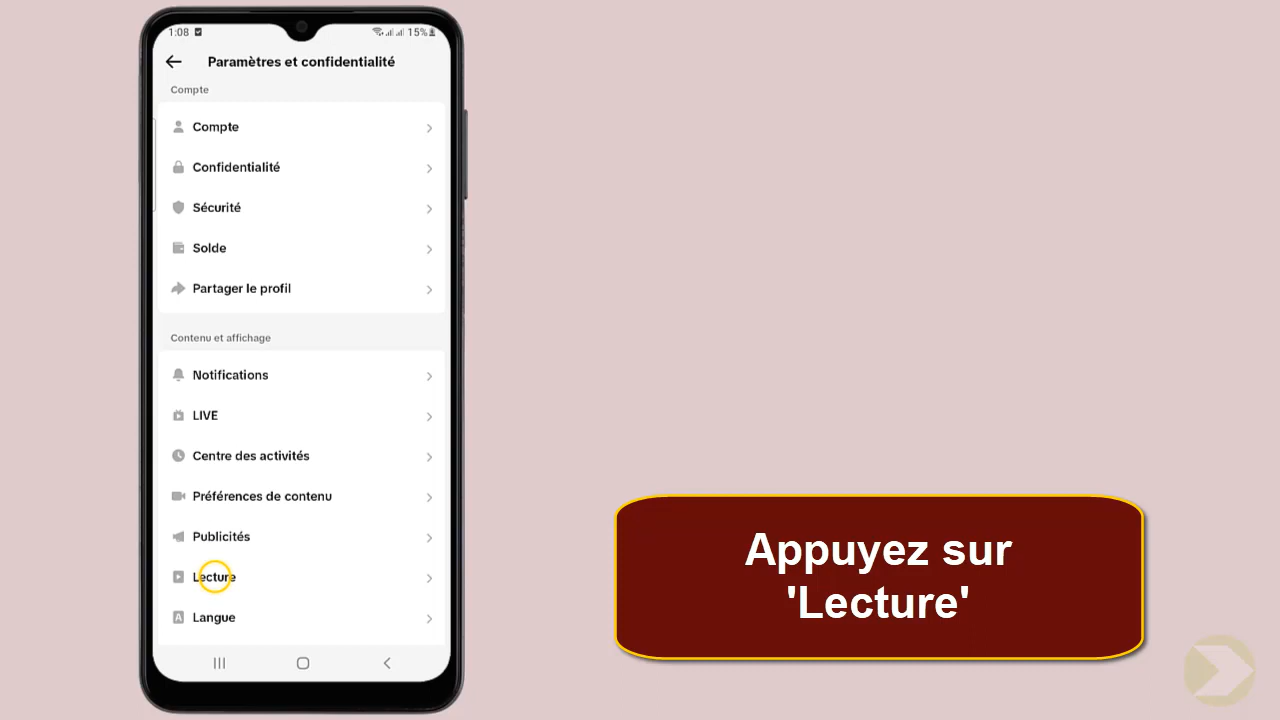 1:08
15%
Paramètres et confidentialité
Compte
Compte
Confidentialité
Sécurité
Solde
Partager le profil
Contenu et affichage
Notifications
LIVE
Centre des activités
Préférences de contenu
Publicités
Lecture
A Langue
Appuyez sur
'Lecture'